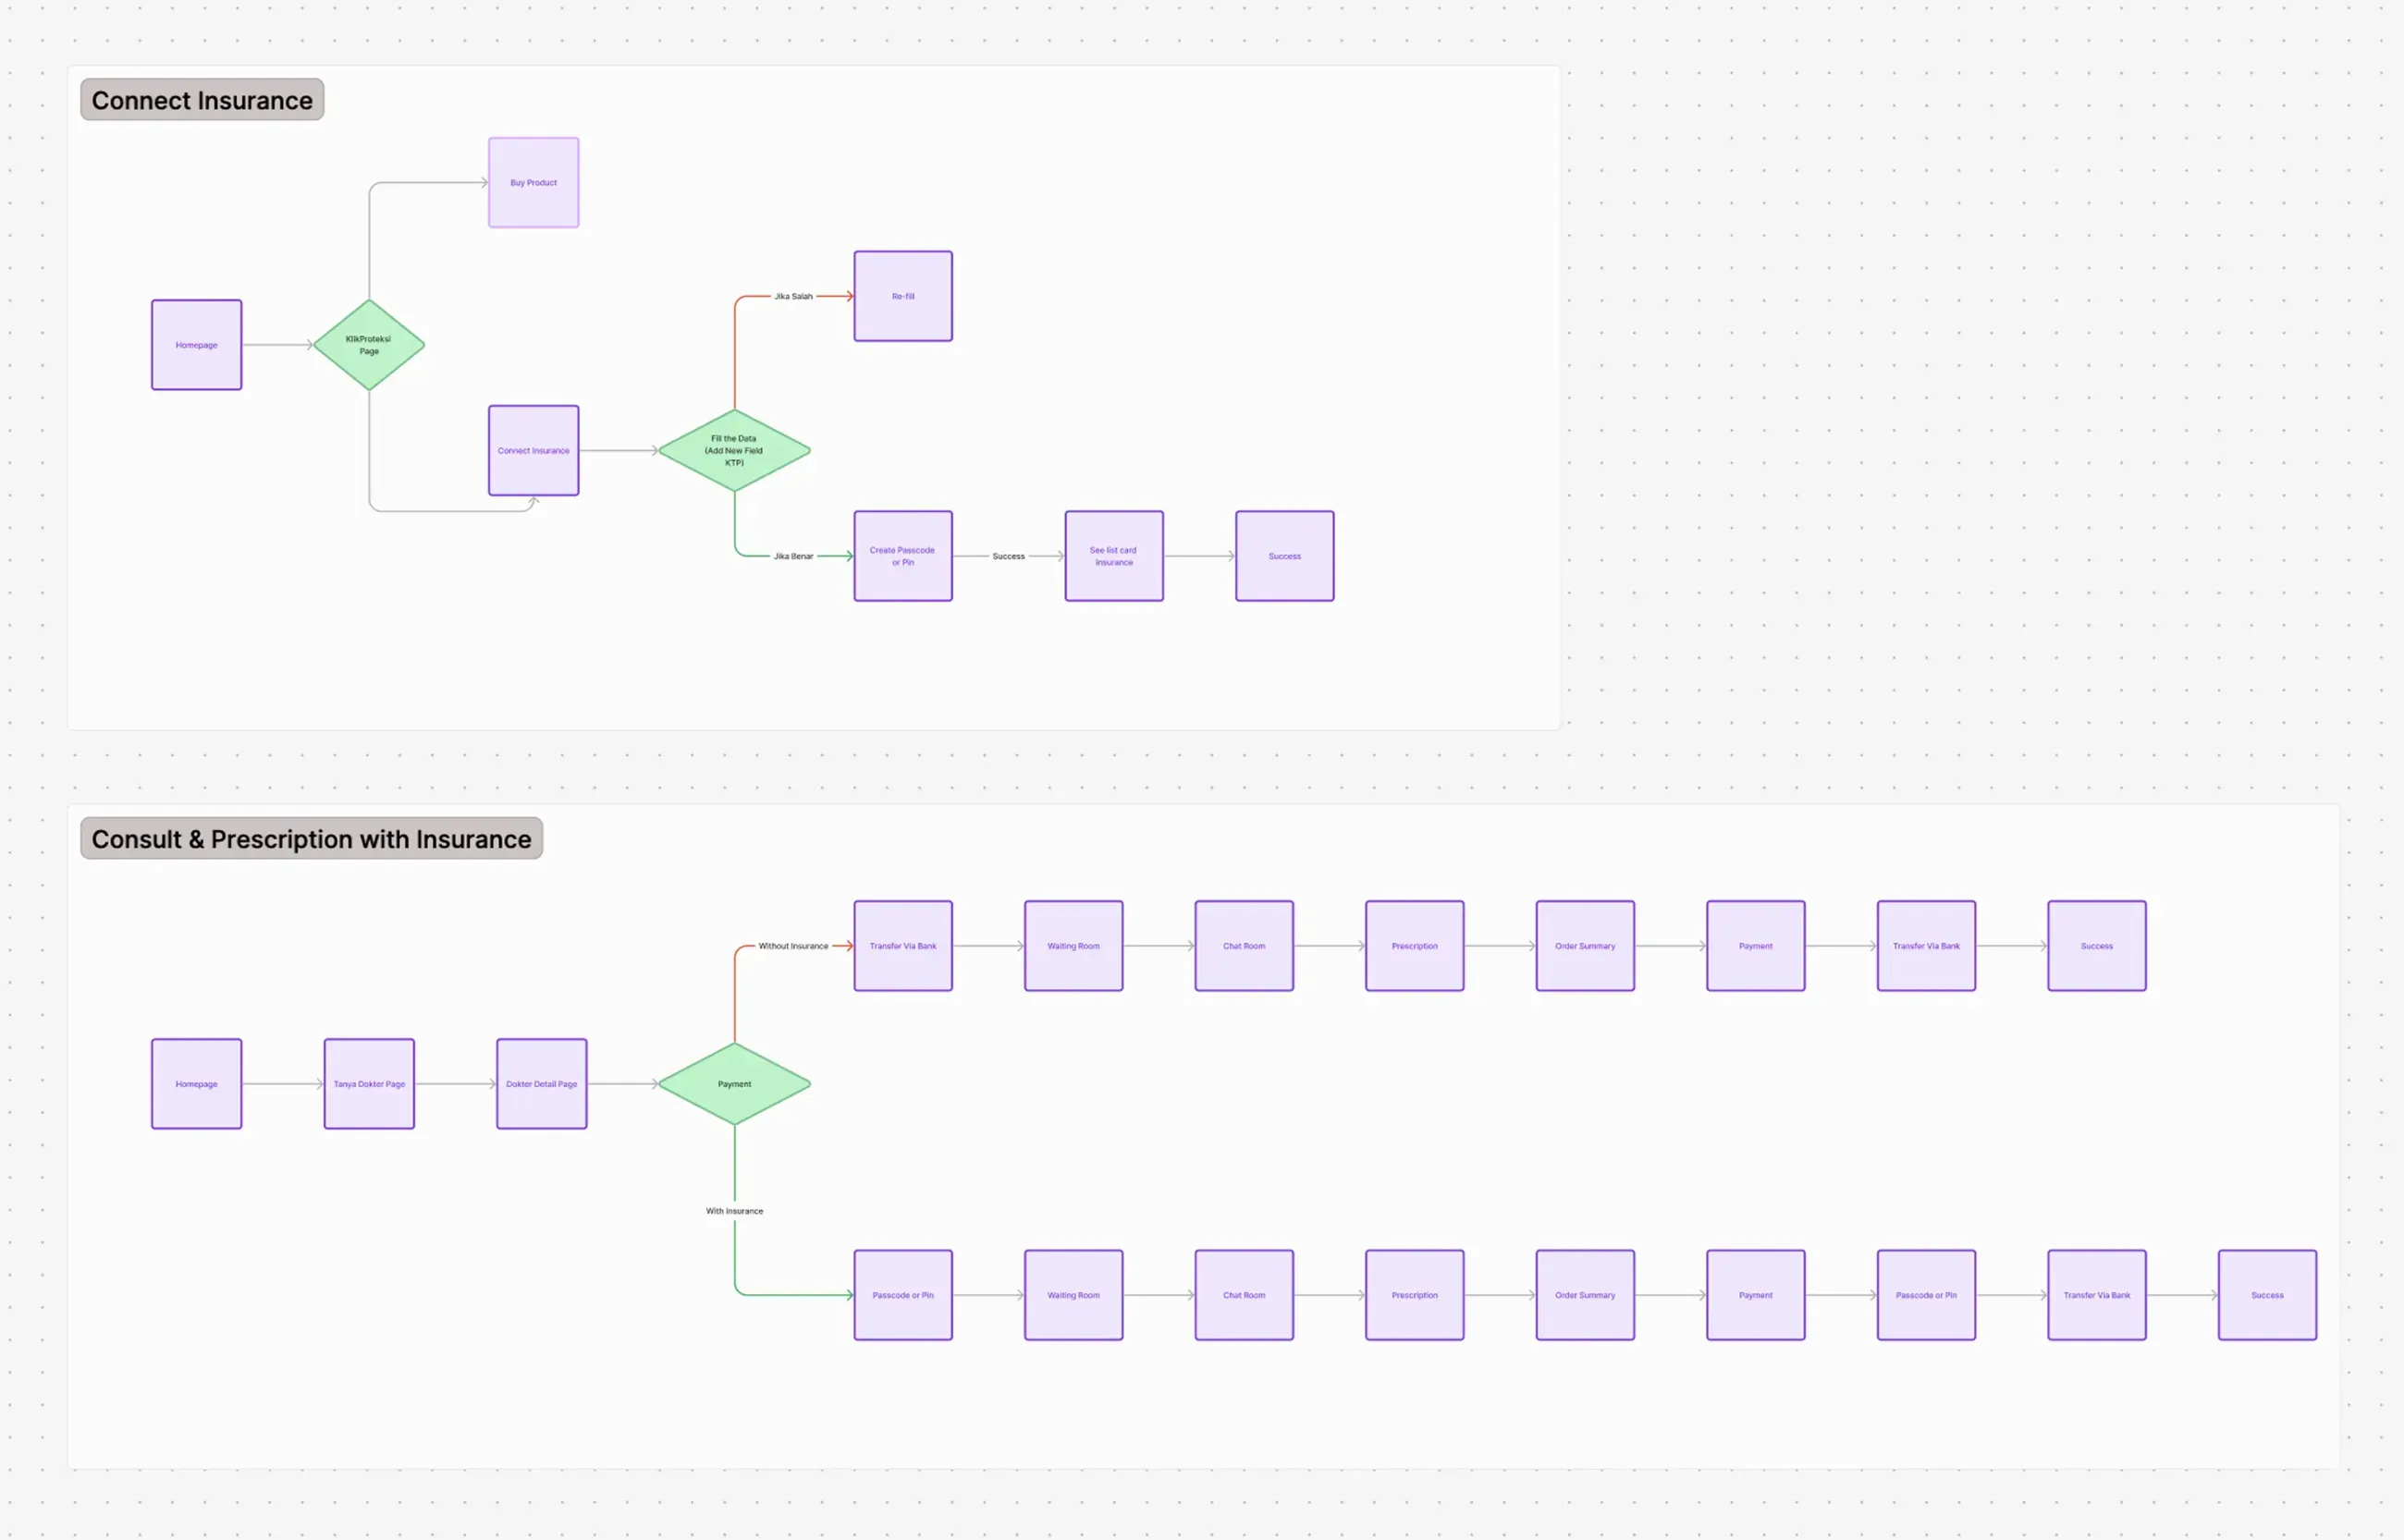 Connect Insurance
Buy Product
Jika Salah
Re-fill
Homepage
KlikProteksi
Page
Connect Insurance
Fill the Data
(Add New Field
KTP)
Jika Benar
Create Passcode
or Pin
Success
See list card
insurance
Success
Consult & Prescription with Insurance
Without Insurance
Transfer Via Bank
Waiting Room
Chat Room
Prescription
Order Summary
Payment
Transfer Via Bank
Success
Homepage
Tanya Dokter Page
Dokter Detail Page
Payment
With Insurance
Passcode or Pin
Waiting Room
Chat Room
Prescription
Order Summary
Payment
Passcode or Pin
Transfer Via Bank
Success